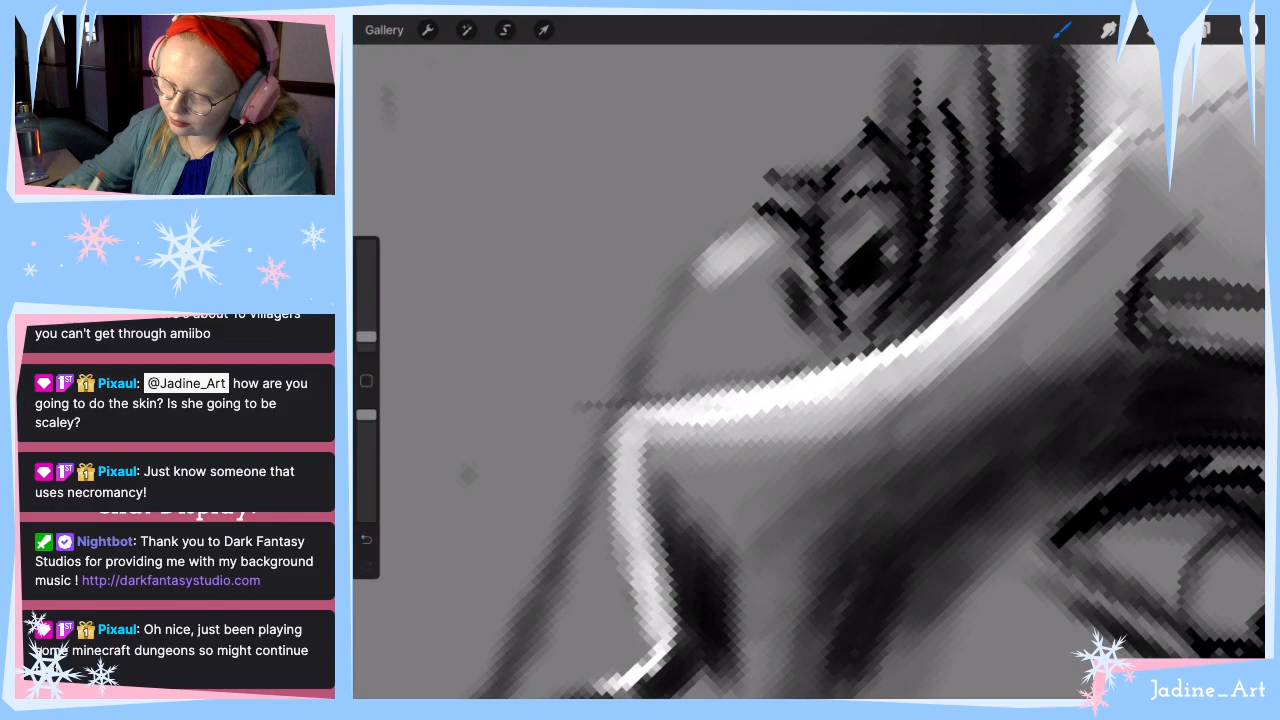 Gallery
you can't get through amiibo
Pixaul: @Jadine_Art how are you
going to do the skin? Is she going to be
scaley?
Pixaul: Just know someone that
uses necromancy!
Nightbot: Thank you to Dark Fantasy
Studios for providing me with my background
music ! http://darkfantasystudio.com
Pixaul: Oh nice, just been playing
some minecraft dungeons so might continue
Jadine_Art